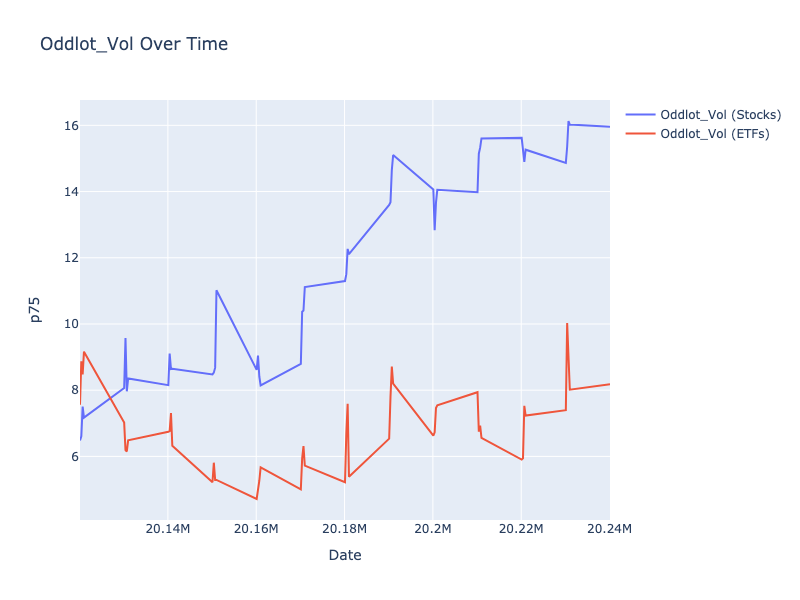 Oddlot_Vol Over Time
Oddlot_Vol (Stocks)
Oddlot_Vol (ETFs)
p75
16
14
12
10
8
6
20.14M
20.16M
20.18M
20.2M
20.22M
20.24M
Date